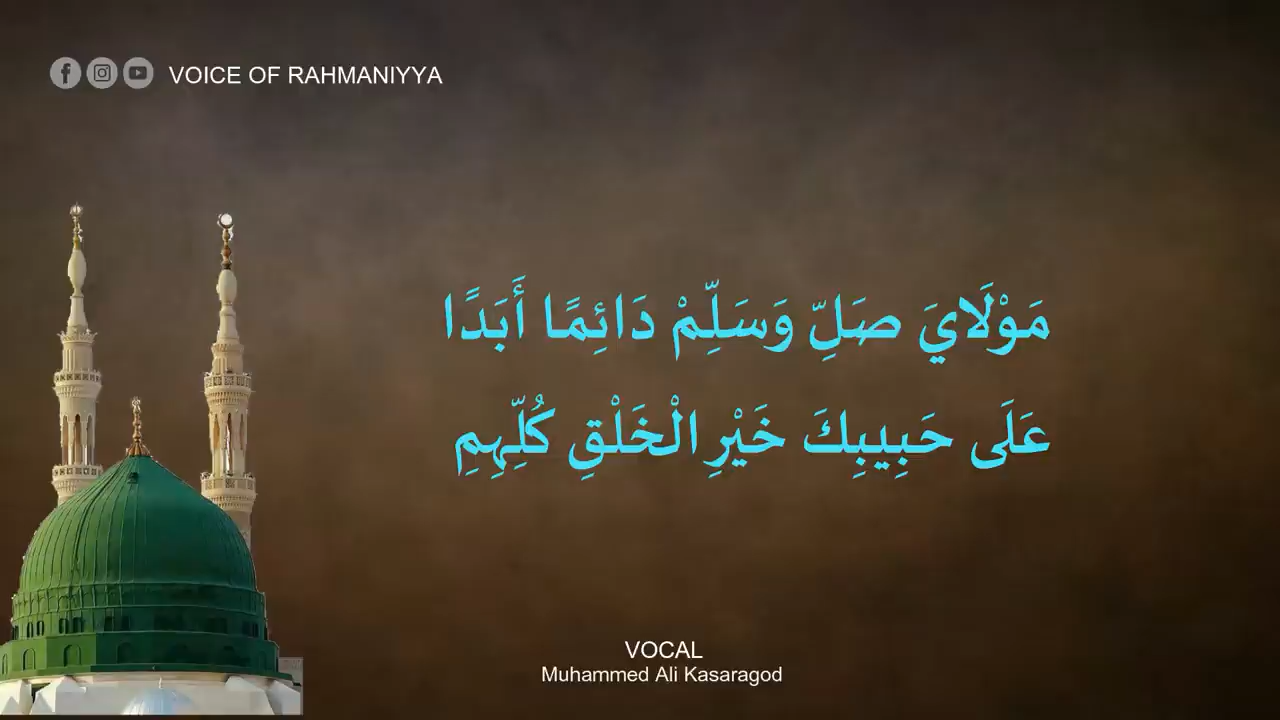 VOICE OF RAHMANIYYA
مَوْلَايَ صَلِّ وَسَلِّمْ دَائِمًا أَبَدًا
عَلَى حَبِيبِكَ خَيْرِ الْخَلْقِ كُلِّهِمِ
VOCAL
Muhammed Ali Kasaragod